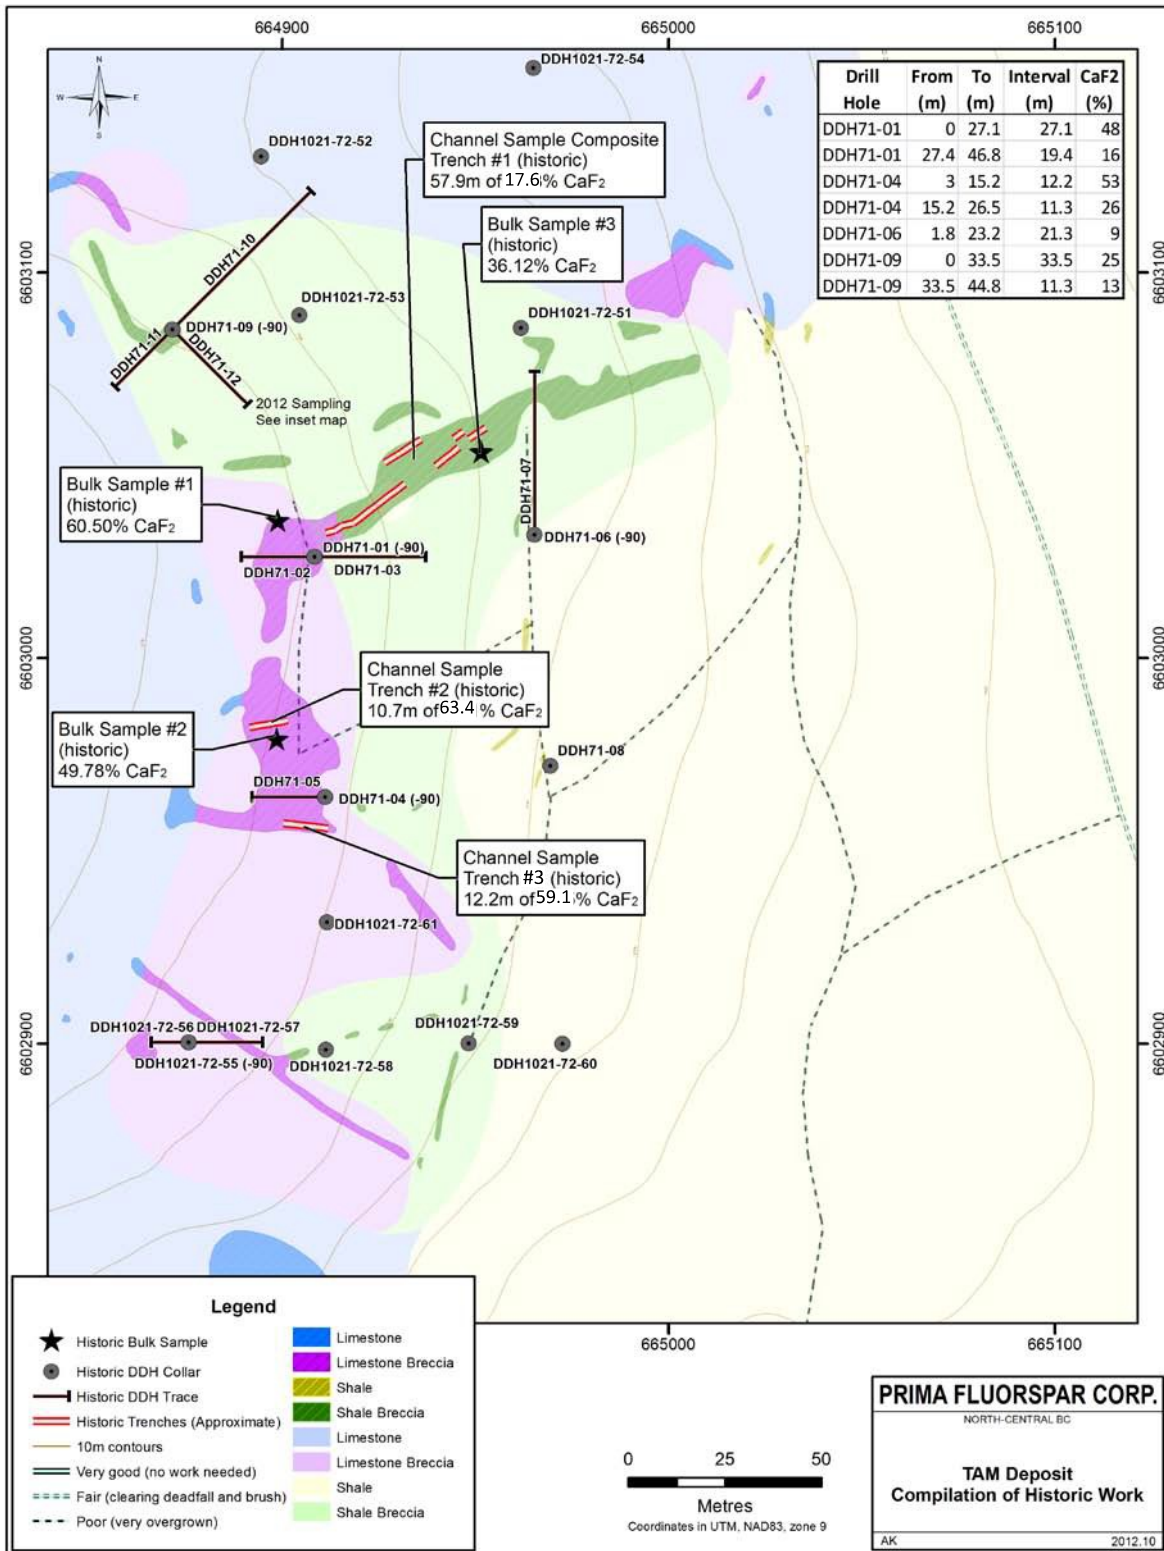 664900
665000
665100
N
W
E
S
DDH1021-72-54
DDH1021-72-52
Channel Sample Composite
Trench #1 (historic)
57.9m of 17.6% CaF2
Bulk Sample #3
(historic)
36.12% CaF2
Drill Hole From (m) To (m) Interval (m) CaF2 (%)
DDH71-01 0 27.1 27.1 48
DDH71-01 27.4 46.8 19.4 16
DDH71-04 3 15.2 12.2 53
DDH71-04 15.2 26.5 11.3 26
DDH71-06 1.8 23.2 21.3 9
DDH71-09 0 33.5 33.5 25
DDH71-09 33.5 44.8 11.3 13
6603100
6603100
DDH71-10
DDH1021-72-53
DDH71-09 (-90)
DDH71-11
DDH71-12
DDH1021-72-51
2012 Sampling
See inset map
Bulk Sample #1
(historic)
60.50% CaF2
DDH71-07
DDH71-06 (-90)
DDH71-01 (-90)
DDH71-02
DDH71-03
6603000
6603000
Channel Sample
Trench #2 (historic)
10.7m of 63.4% CaF2
Bulk Sample #2
(historic)
49.78% CaF2
DDH71-08
DDH71-05
DDH71-04 (-90)
Channel Sample
Trench #3 (historic)
12.2m of 59.1% CaF2
DDH1021-72-61
6602900
6602900
DDH1021-72-56
DDH1021-72-57
DDH1021-72-55 (-90)
DDH1021-72-58
DDH1021-72-59
DDH1021-72-60
665000
665100
Legend
Historic Bulk Sample
Historic DDH Collar
Historic DDH Trace
Historic Trenches (Approximate)
10m contours
Very good (no work needed)
Fair (clearing deadfall and brush)
Poor (very overgrown)
Limestone
Limestone Breccia
Shale
Shale Breccia
Limestone
Limestone Breccia
Shale
Shale Breccia
0 25 50
Metres
Coordinates in UTM, NAD83, zone 9
PRIMA FLUORSPAR CORP.
NORTH-CENTRAL BC
TAM Deposit
Compilation of Historic Work
AK
2012.10